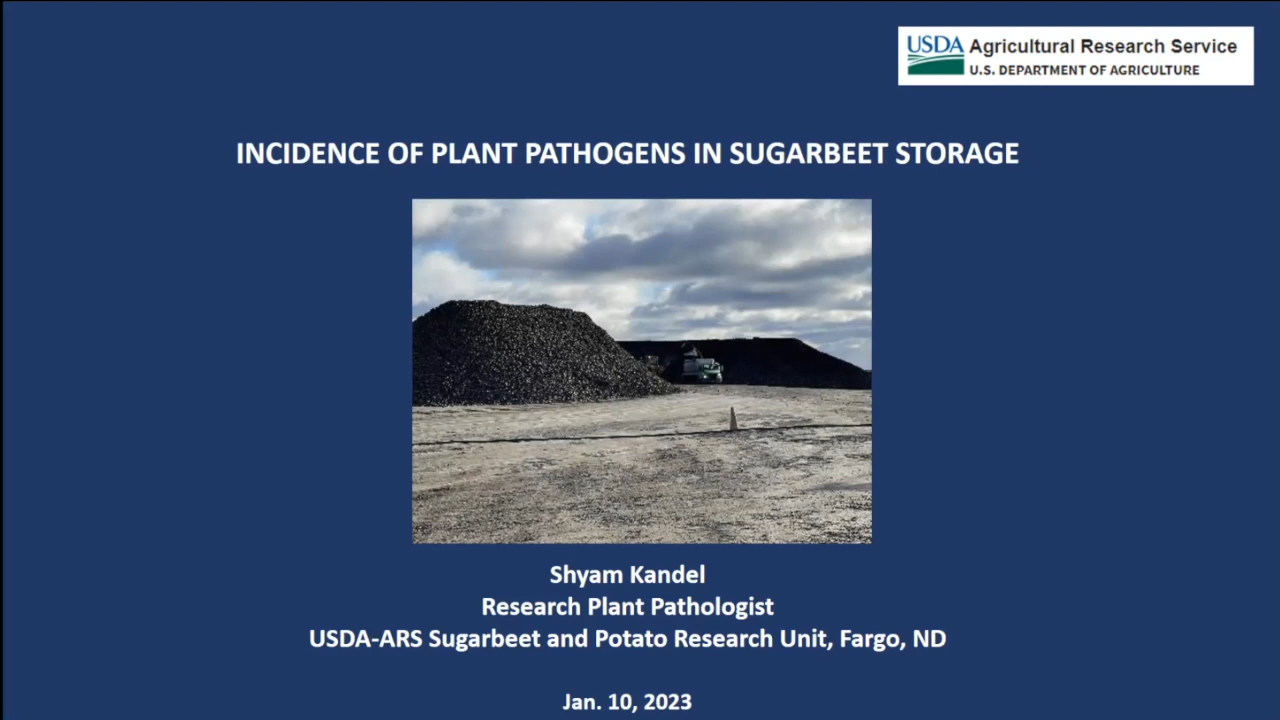 USDA Agricultural Research Service
U.S. DEPARTMENT OF AGRICULTURE
INCIDENCE OF PLANT PATHOGENS IN SUGARBEET STORAGE
Shyam Kandel
Research Plant Pathologist
USDA-ARS Sugarbeet and Potato Research Unit, Fargo, ND
Jan. 10, 2023